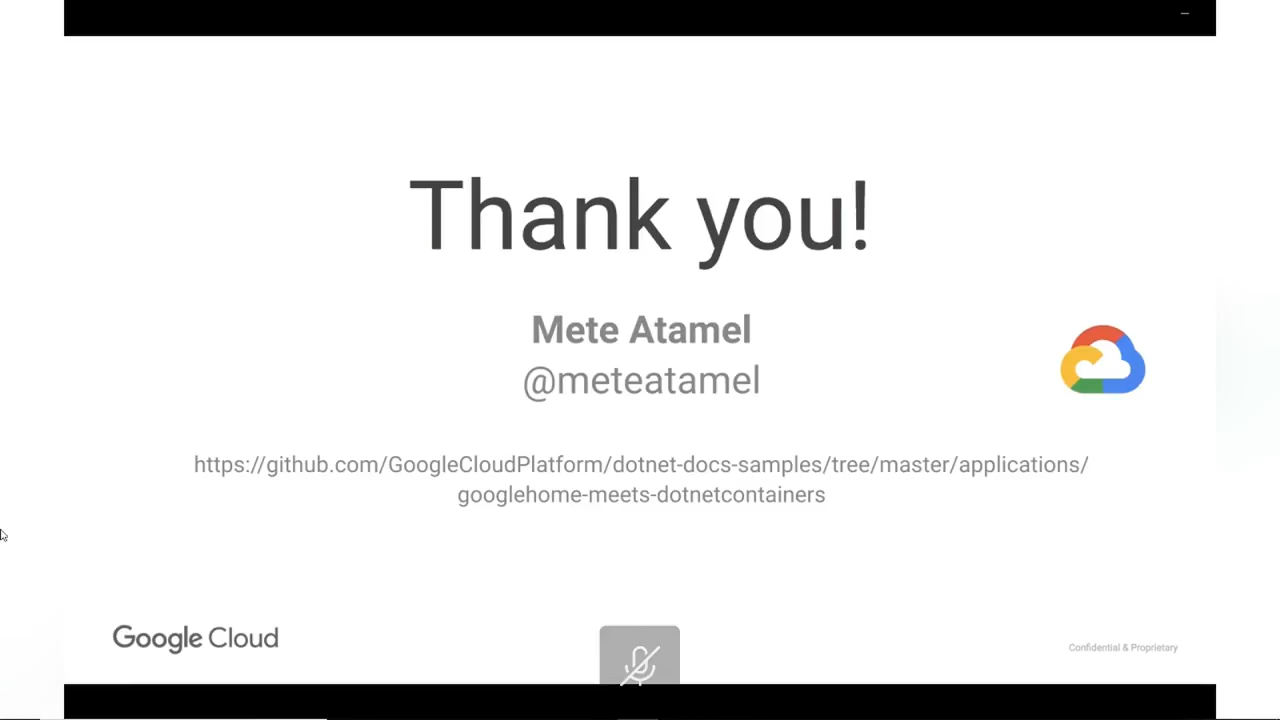 Thank you!
Mete Atamel
@meteatamel
https://github.com/GoogleCloudPlatform/dotnet-docs-samples/tree/master/applications/
googlehome-meets-dotnetcontainers
Google Cloud
Confidential & Proprietary